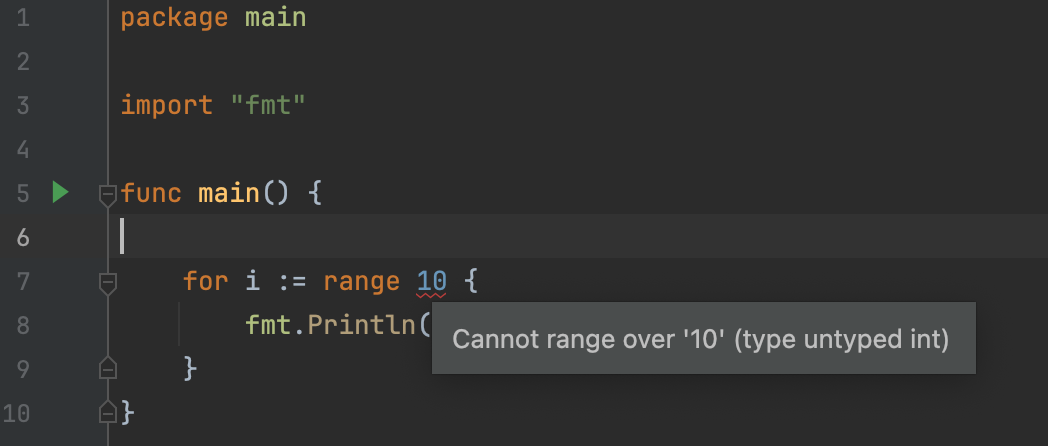 1 package main
2
3 import "fmt"
4
5 func main() {
6
7 for i := range 10 {
8 fmt.Println(
Cannot range over '10' (type untyped int)
9 }
10 }